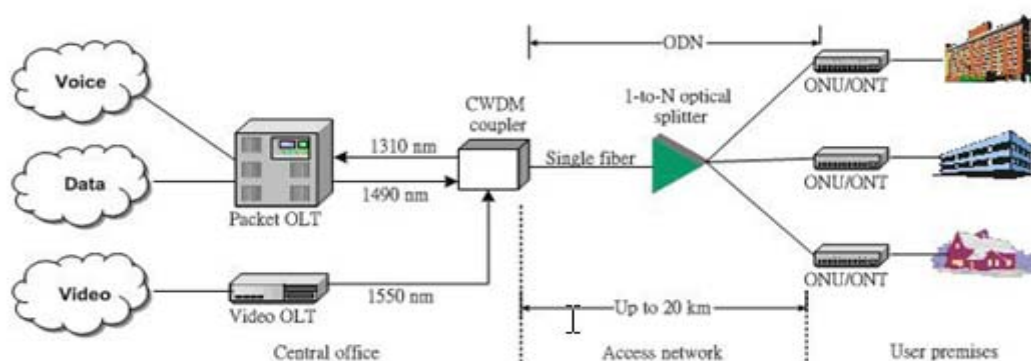 ODN
Voice
1-to-N optical
splitter
ONU/ONT
CWDM
coupler
1310 nm
Single fiber
Data
1490 nm
ONU/ONT
Packet OLT
Video
1550 nm
Video OLT
ONU/ONT
Up to 20 km
Central office
Access network
User premises